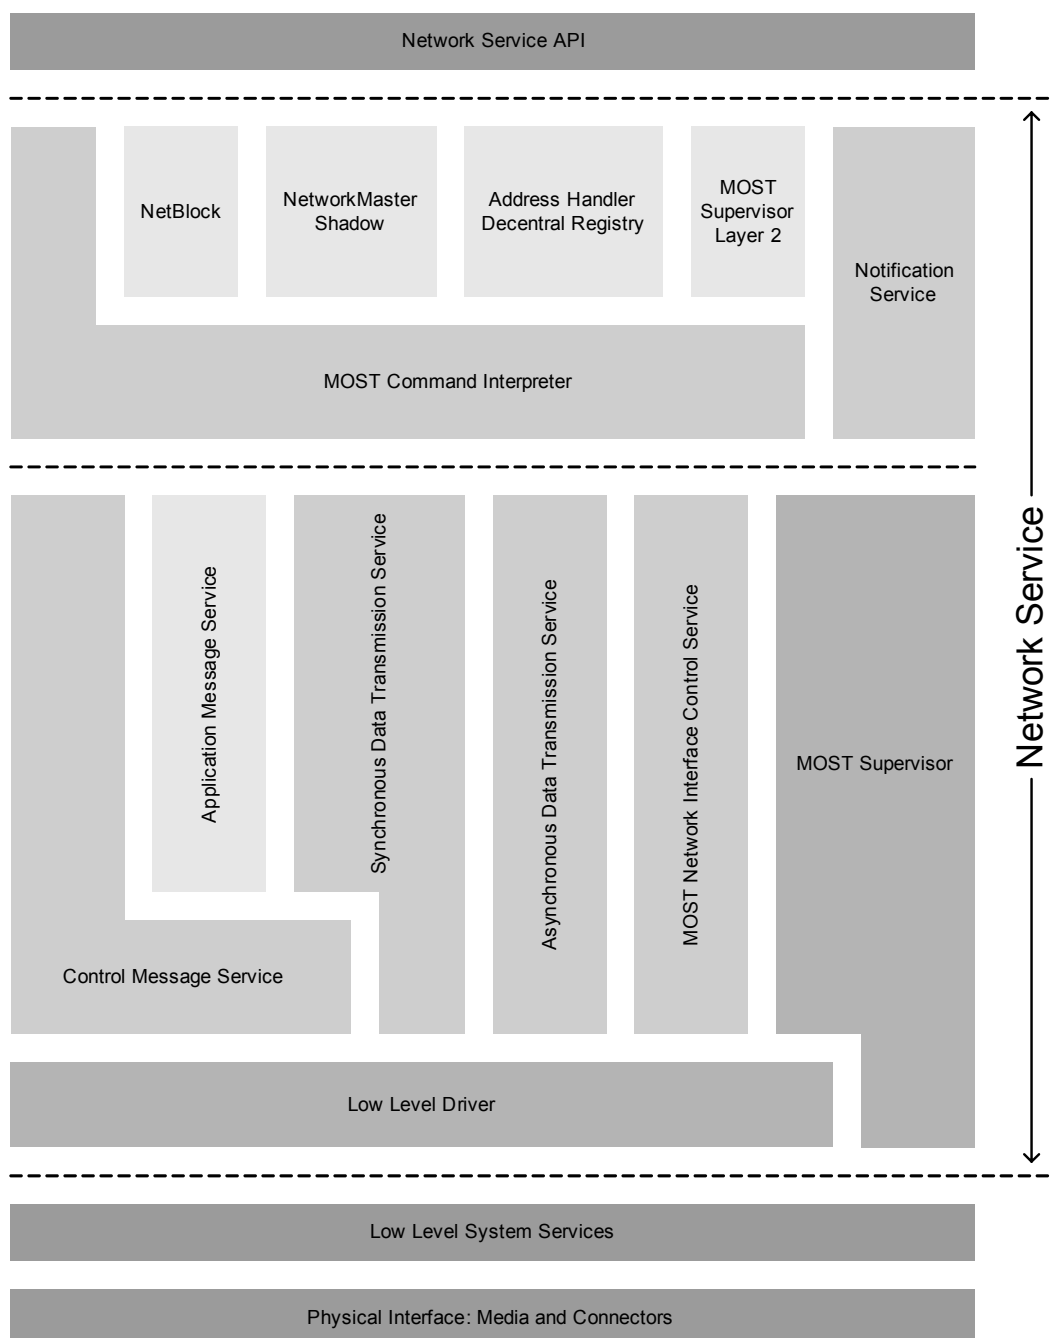 Network Service API
NetBlock
NetworkMaster
Shadow
Address Handler
Decentral Registry
MOST
Supervisor
Layer 2
Notification
Service
MOST Command Interpreter
Network Service
Application Message Service
Synchronous Data Transmission Service
Asynchronous Data Transmission Service
MOST Network Interface Control Service
MOST Supervisor
Control Message Service
Low Level Driver
Low Level System Services
Physical Interface: Media and Connectors